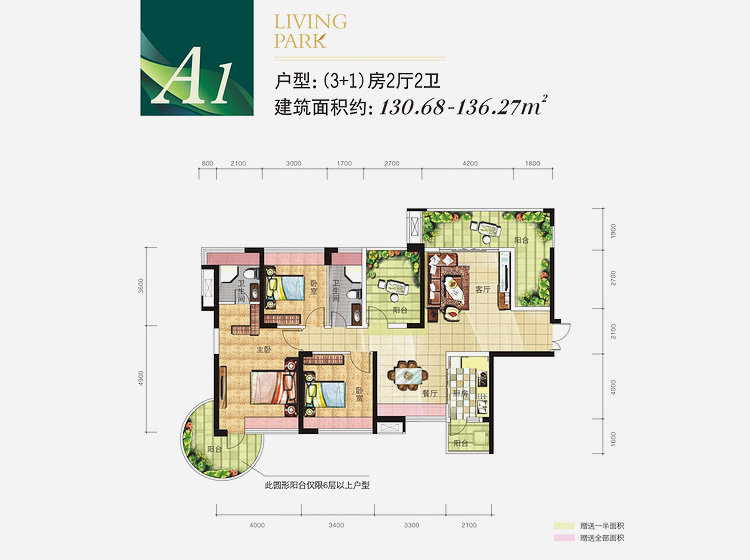 A1
LIVING
PARK
户型：(3+1)房2厅2卫
建筑面积约：130.68-136.27m²
800 2100 3000 1700 2700 4200 1800
3600
4900
1900
2700
2100
4000
1600
阳台
卫生间
卧室
卫生间
阳台
客厅
主卧
卧室
餐厅
厨房
阳台
阳台
此圆形阳台仅限6层以上户型
4000 3400 3300 2100
赠送一半面积
赠送全部面积